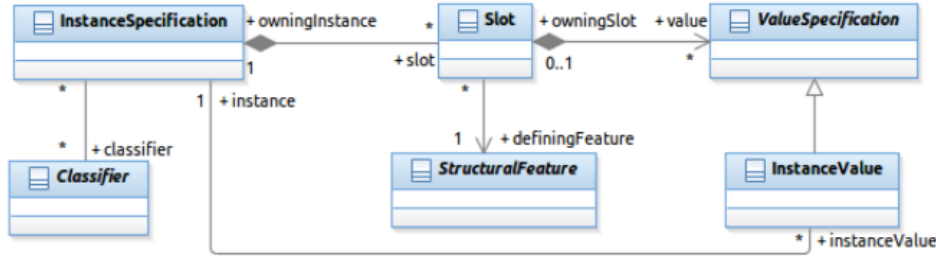 InstanceSpecification
+ owningInstance
*
Slot
+ owningSlot
+ value
ValueSpecification
1
+ slot
0..1
*
*
1
+ instance
*
*
+ classifier
1
+ definingFeature
Classifier
StructuralFeature
InstanceValue
*
+ instanceValue